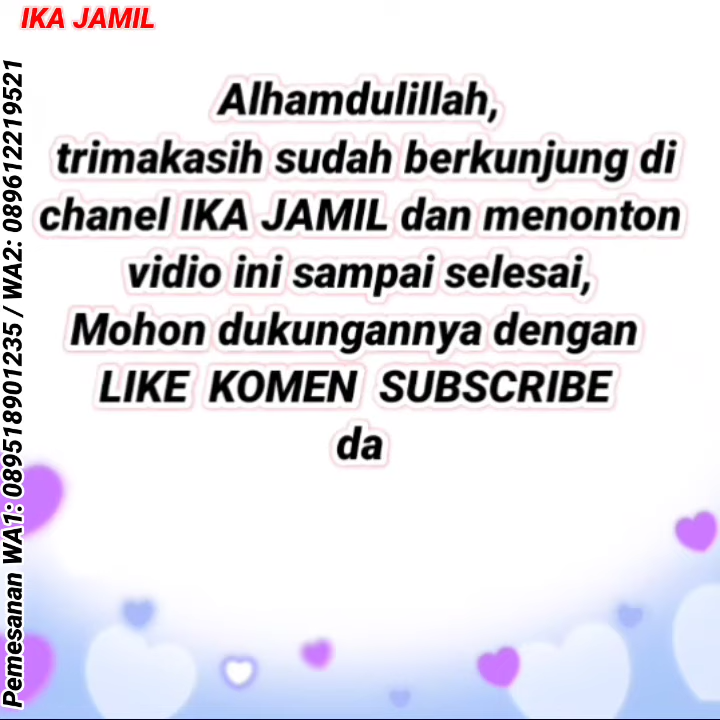 IKA JAMIL
Alhamdulillah,
trimakasih sudah berkunjung di
chanel IKA JAMIL dan menonton
vidio ini sampai selesai,
Mohon dukungannya dengan
LIKE KOMEN SUBSCRIBE
da
Pemesanan WA1: 089518901235 / WA2: 089612219521